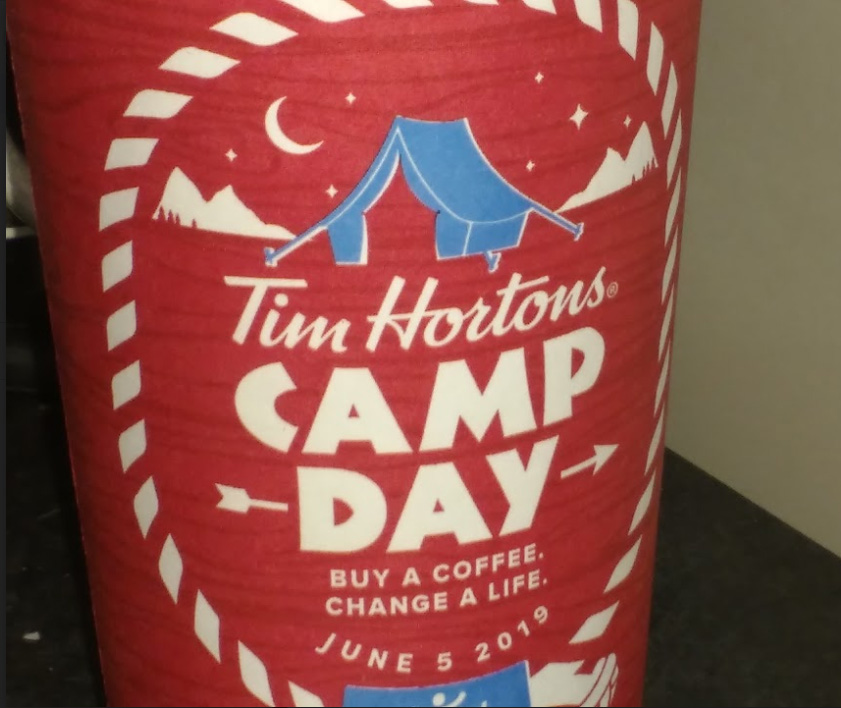 Tim Hortons®
CAMP
DAY
BUY A COFFEE.
CHANGE A LIFE.
JUNE 5 2019